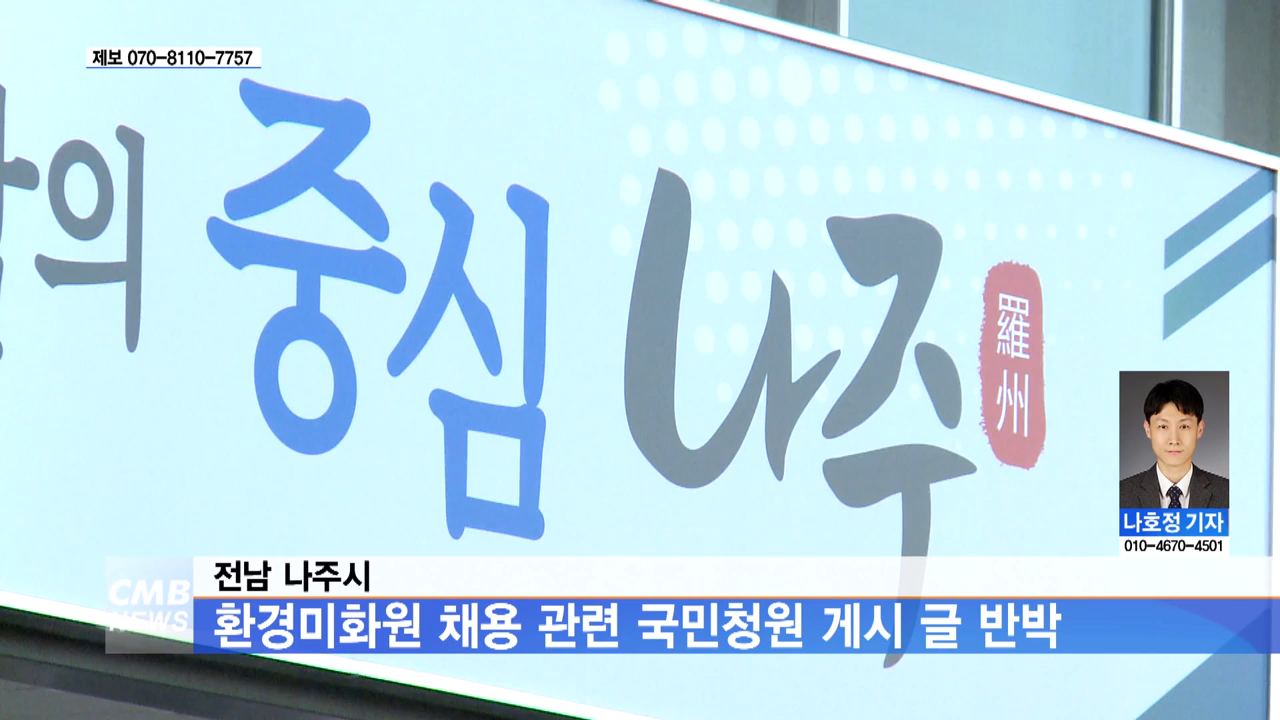 제보 070-8110-7757
의 중심 나주
羅州
나호정 기자
010-4670-4501
CMB NEWS
전남 나주시
환경미화원 채용 관련 국민청원 게시 글 반박